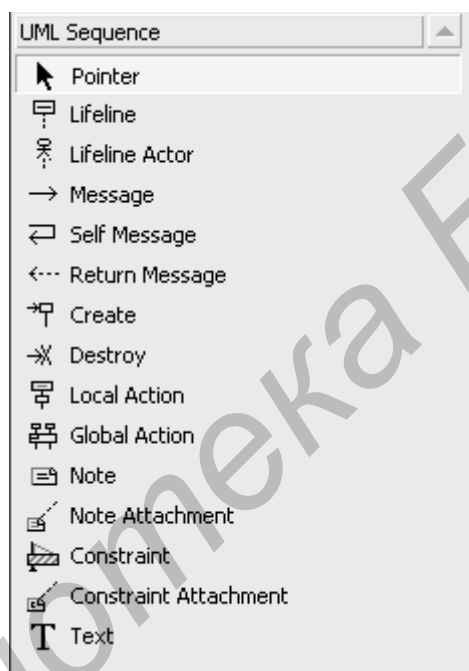 UML Sequence
Pointer
Lifeline
Lifeline Actor
Message
Self Message
Return Message
Create
Destroy
Local Action
Global Action
Note
Note Attachment
Constraint
Constraint Attachment
Text